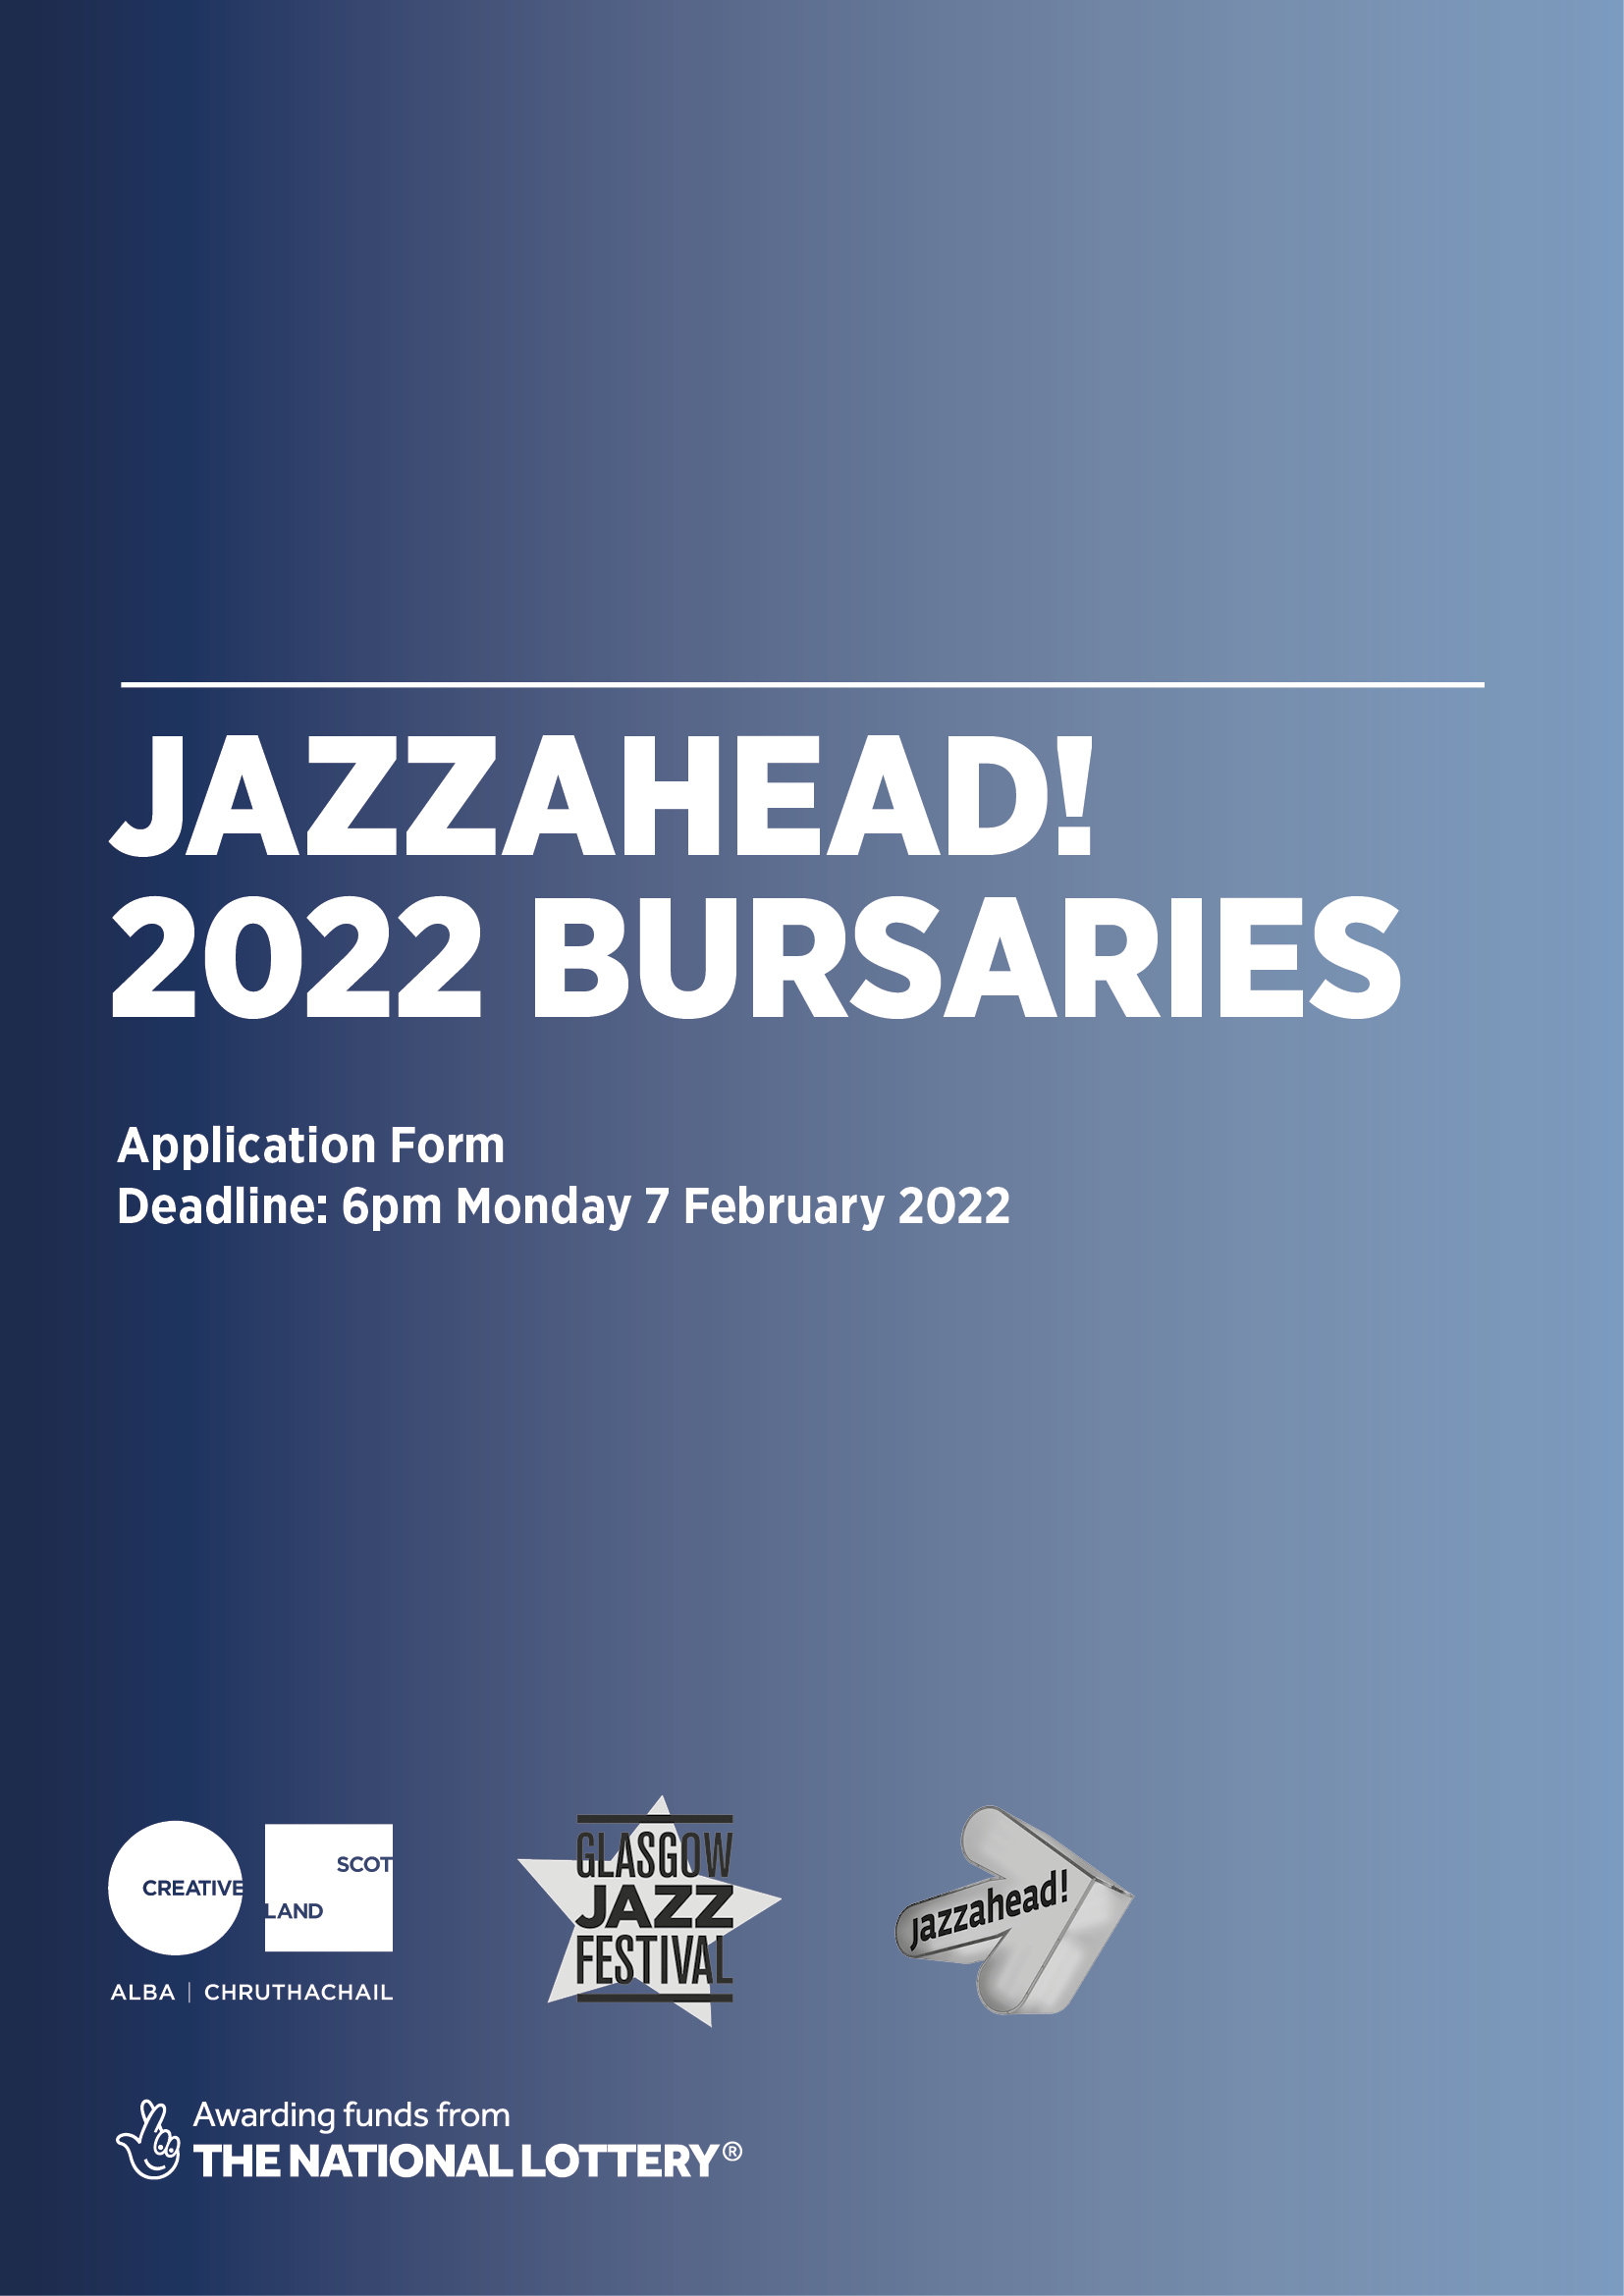 JAZZAHEAD!
2022 BURSARIES
Application Form
Deadline: 6pm Monday 7 February 2022
CREATIVE
SCOT
LAND
ALBA | CHRUTHACHAIL
GLASGOW
JAZZ
FESTIVAL
jazzahead!
Awarding funds from
THE NATIONAL LOTTERY®